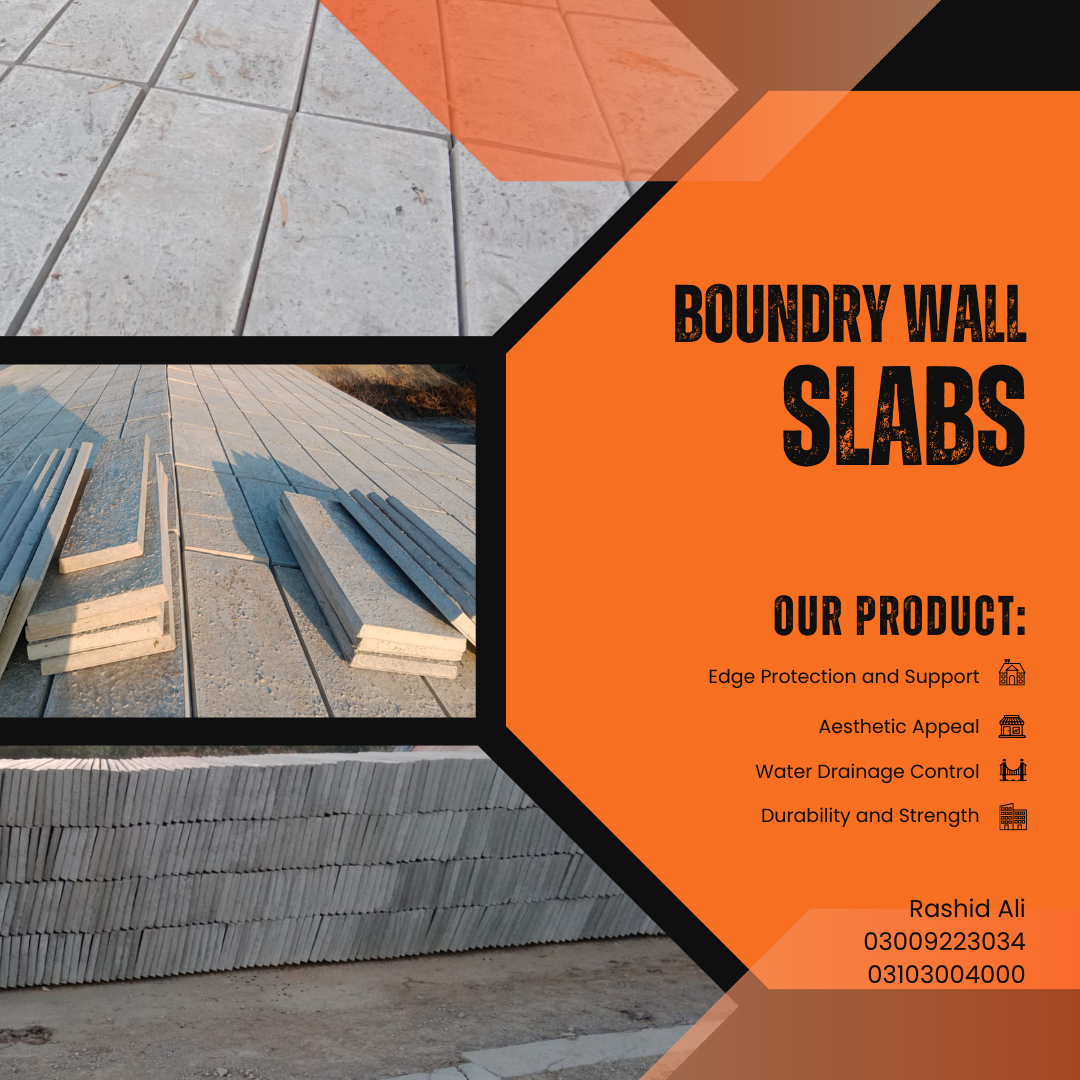 BOUNDRY WALL
SLABS
OUR PRODUCT:
Edge Protection and Support
Aesthetic Appeal
Water Drainage Control
Durability and Strength
Rashid Ali
03009223034
03103004000